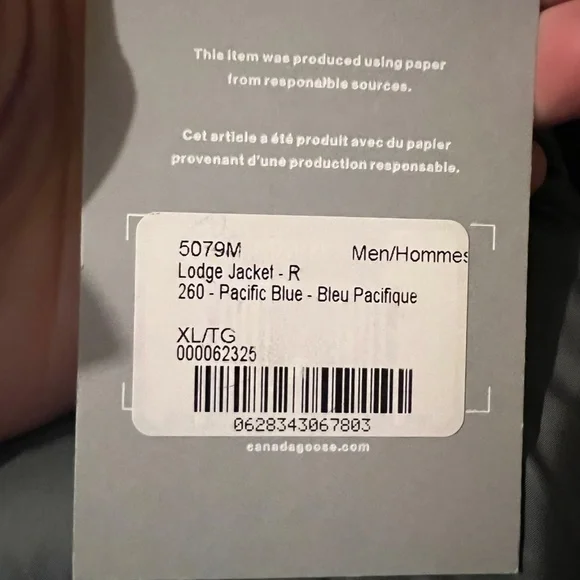 This item was produced using paper
from responsible sources.
Cet article a été produit avec du papier
provenant d'une production responsable.
5079M Men/Hommes
Lodge Jacket - R
260 - Pacific Blue - Bleu Pacifique
XL/TG
000062325
0628343067803
canadagoose.com